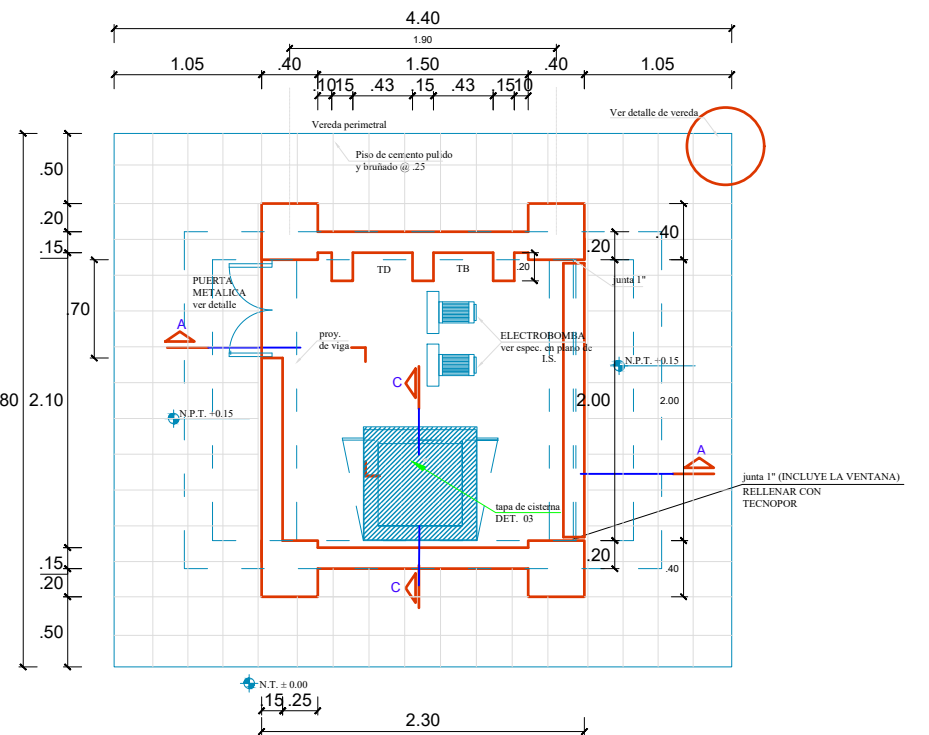 4.40
1.90
1.05 .40 1.50 .40 1.05
.10 .15 .43 .15 .43 .15 .10
Ver detalle de vereda
Vereda perimetral
Piso de cemento pulido
y bruñado @ .25
.50
.20
.15
.40
.20
TD
TB
.20
junta 1"
PUERTA
METALICA
ver detalle
.70
A
proy.
de viga
ELECTROBOMBA
ver espec. en plano de
I.S.
N.P.T. +0.15
C
80
2.10
2.00
2.00
N.P.T. +0.15
A
junta 1" (INCLUYE LA VENTANA)
RELLENAR CON
TECNOPOR
tapa de cisterna
DET. 03
.20
.15
.20
.40
C
.50
N.T. ± 0.00
.15 .25
2.30